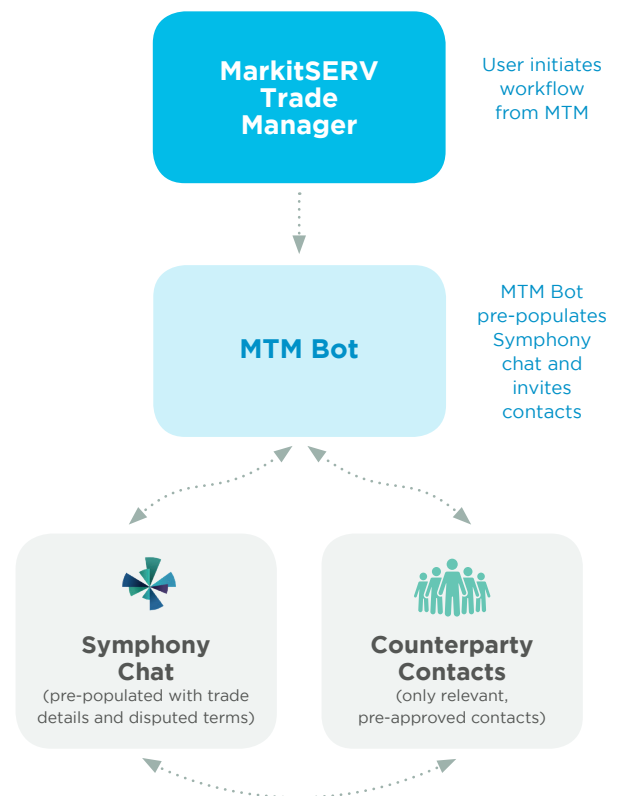 MarkitSERV
Trade
Manager
User initiates
workflow
from MTM
MTM Bot
MTM Bot
pre-populates
Symphony
chat and
invites
contacts
Symphony
Chat
(pre-populated with trade
details and disputed terms)
Counterparty
Contacts
(only relevant,
pre-approved contacts)